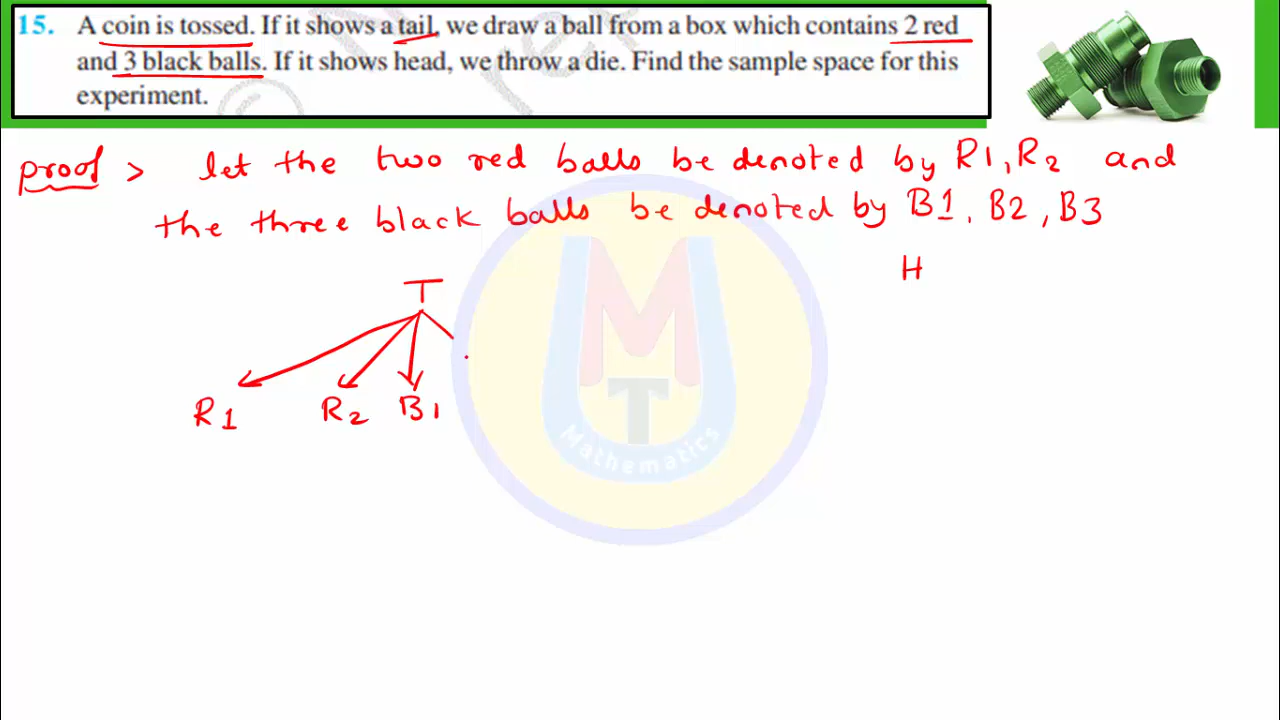 15. A coin is tossed. If it shows a tail, we draw a ball from a box which contains 2 red
and 3 black balls. If it shows head, we throw a die. Find the sample space for this
experiment.
proof > let the two red balls be denoted by R1, R2 and
the three black balls be denoted by B1, B2, B3
H
T
R1 R2 B1
M
T
U
Mathematics